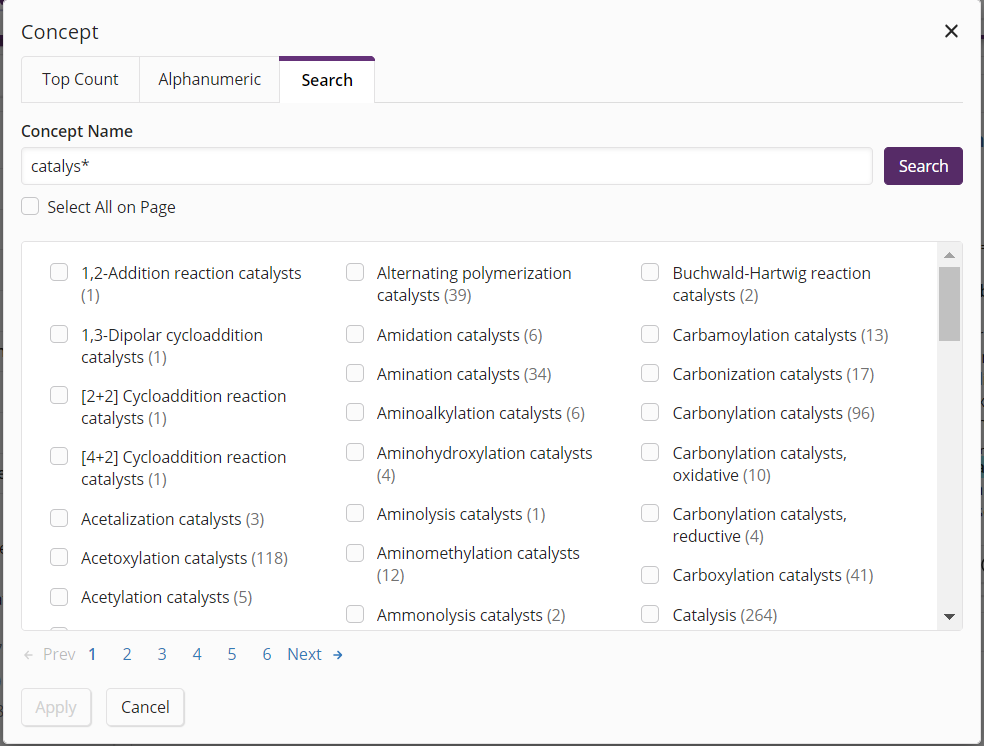 Concept
Top Count
Alphanumeric
Search
Concept Name
catalys*
Search
Select All on Page
1,2-Addition reaction catalysts
(1)
1,3-Dipolar cycloaddition
catalysts (1)
[2+2] Cycloaddition reaction
catalysts (1)
[4+2] Cycloaddition reaction
catalysts (1)
Acetalization catalysts (3)
Acetoxylation catalysts (118)
Acetylation catalysts (5)
Alternating polymerization
catalysts (39)
Amidation catalysts (6)
Amination catalysts (34)
Aminoalkylation catalysts (6)
Aminohydroxylation catalysts
(4)
Aminolysis catalysts (1)
Aminomethylation catalysts
(12)
Ammonolysis catalysts (2)
Buchwald-Hartwig reaction
catalysts (2)
Carbamoylation catalysts (13)
Carbonization catalysts (17)
Carbonylation catalysts (96)
Carbonylation catalysts,
oxidative (10)
Carbonylation catalysts,
reductive (4)
Carboxylation catalysts (41)
Catalysis (264)
← Prev 1 2 3 4 5 6 Next →
Apply
Cancel